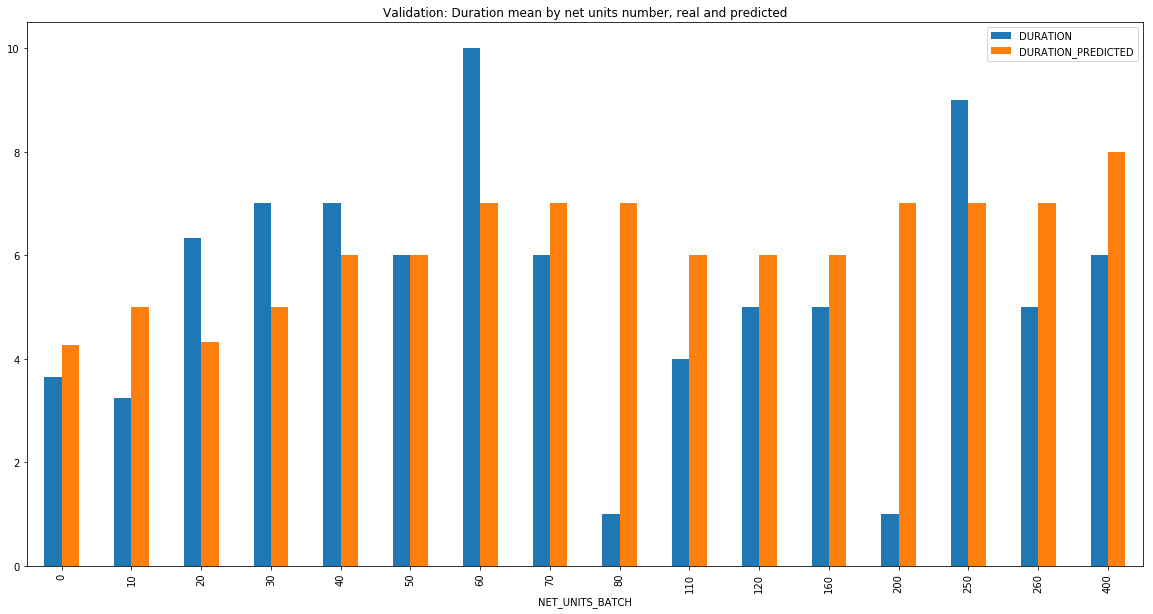 Validation: Duration mean by net units number, real and predicted
DURATION
DURATION_PREDICTED
10
8
6
4
2
0
0 10 20 30 40 50 60 70 80 110 120 160 200 250 260 400
NET_UNITS_BATCH